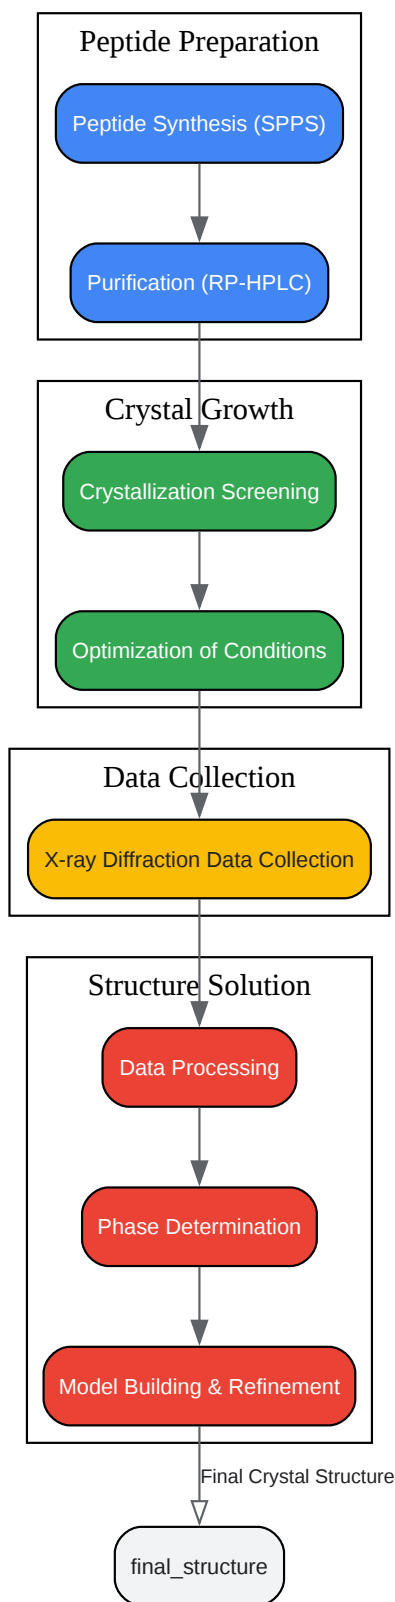 Peptide Preparation
Peptide Synthesis (SPPS)
Purification (RP-HPLC)
Crystal Growth
Crystallization Screening
Optimization of Conditions
Data Collection
X-ray Diffraction Data Collection
Structure Solution
Data Processing
Phase Determination
Model Building & Refinement
Final Crystal Structure
final_structure